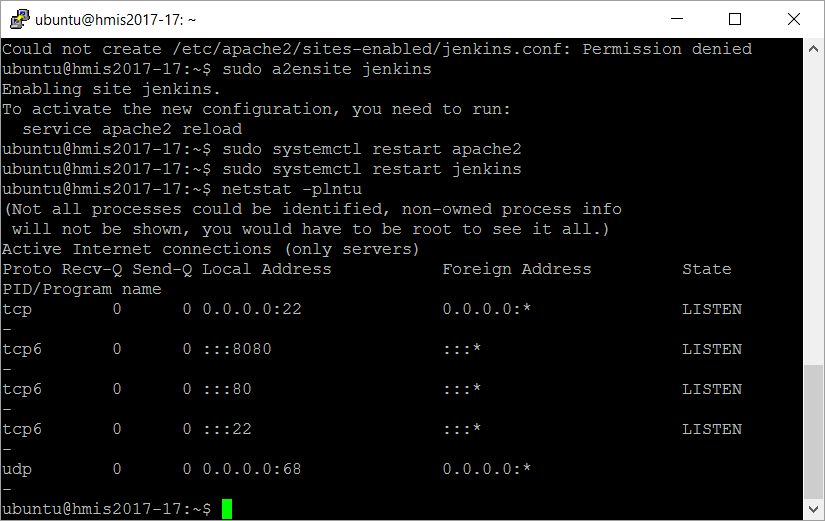 ubuntu@hmis2017-17: ~
Could not create /etc/apache2/sites-enabled/jenkins.conf: Permission denied
ubuntu@hmis2017-17:~$ sudo a2ensite jenkins
Enabling site jenkins.
To activate the new configuration, you need to run:
  service apache2 reload
ubuntu@hmis2017-17:~$ sudo systemctl restart apache2
ubuntu@hmis2017-17:~$ sudo systemctl restart jenkins
ubuntu@hmis2017-17:~$ netstat -plntu
(Not all processes could be identified, non-owned process info
 will not be shown, you would have to be root to see it all.)
Active Internet connections (only servers)
Proto Recv-Q Send-Q Local Address           Foreign Address         State
PID/Program name
tcp        0      0 0.0.0.0:22              0.0.0.0:*               LISTEN
-
tcp6       0      0 :::8080                 :::*                    LISTEN
-
tcp6       0      0 :::80                   :::*                    LISTEN
-
tcp6       0      0 :::22                   :::*                    LISTEN
-
udp        0      0 0.0.0.0:68              0.0.0.0:*
-
ubuntu@hmis2017-17:~$